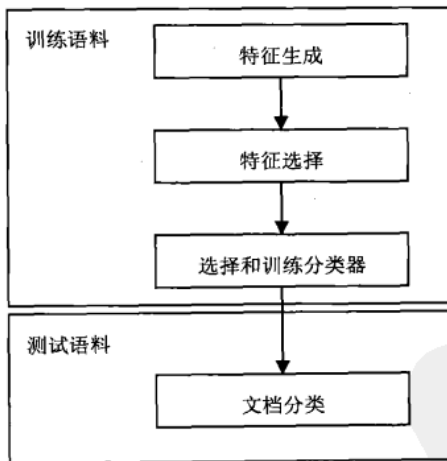 训练语料
特征生成
特征选择
选择和训练分类器
测试语料
文档分类